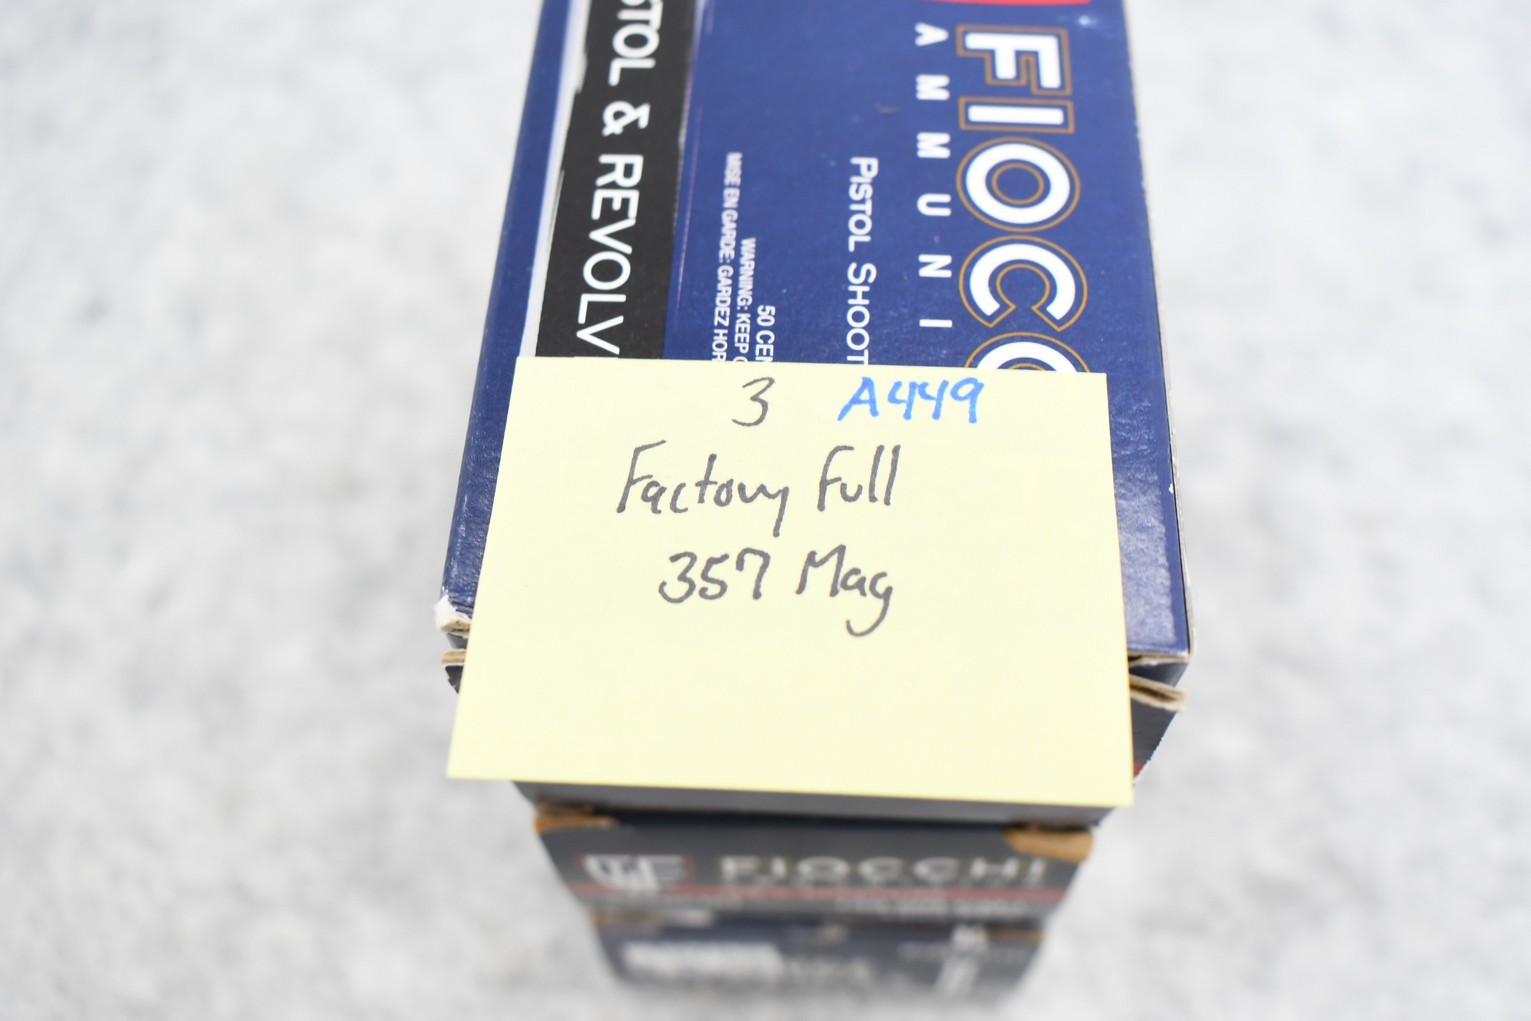 FIOCC
AMMUNI
PISTOL SHOOT
50 CEN
WARNING: KEEP O
MISE EN GARDE: GARDEZ HOR
STOL & REVOLV
3 A449
Factory Full
357 Mag
FIOCCHI